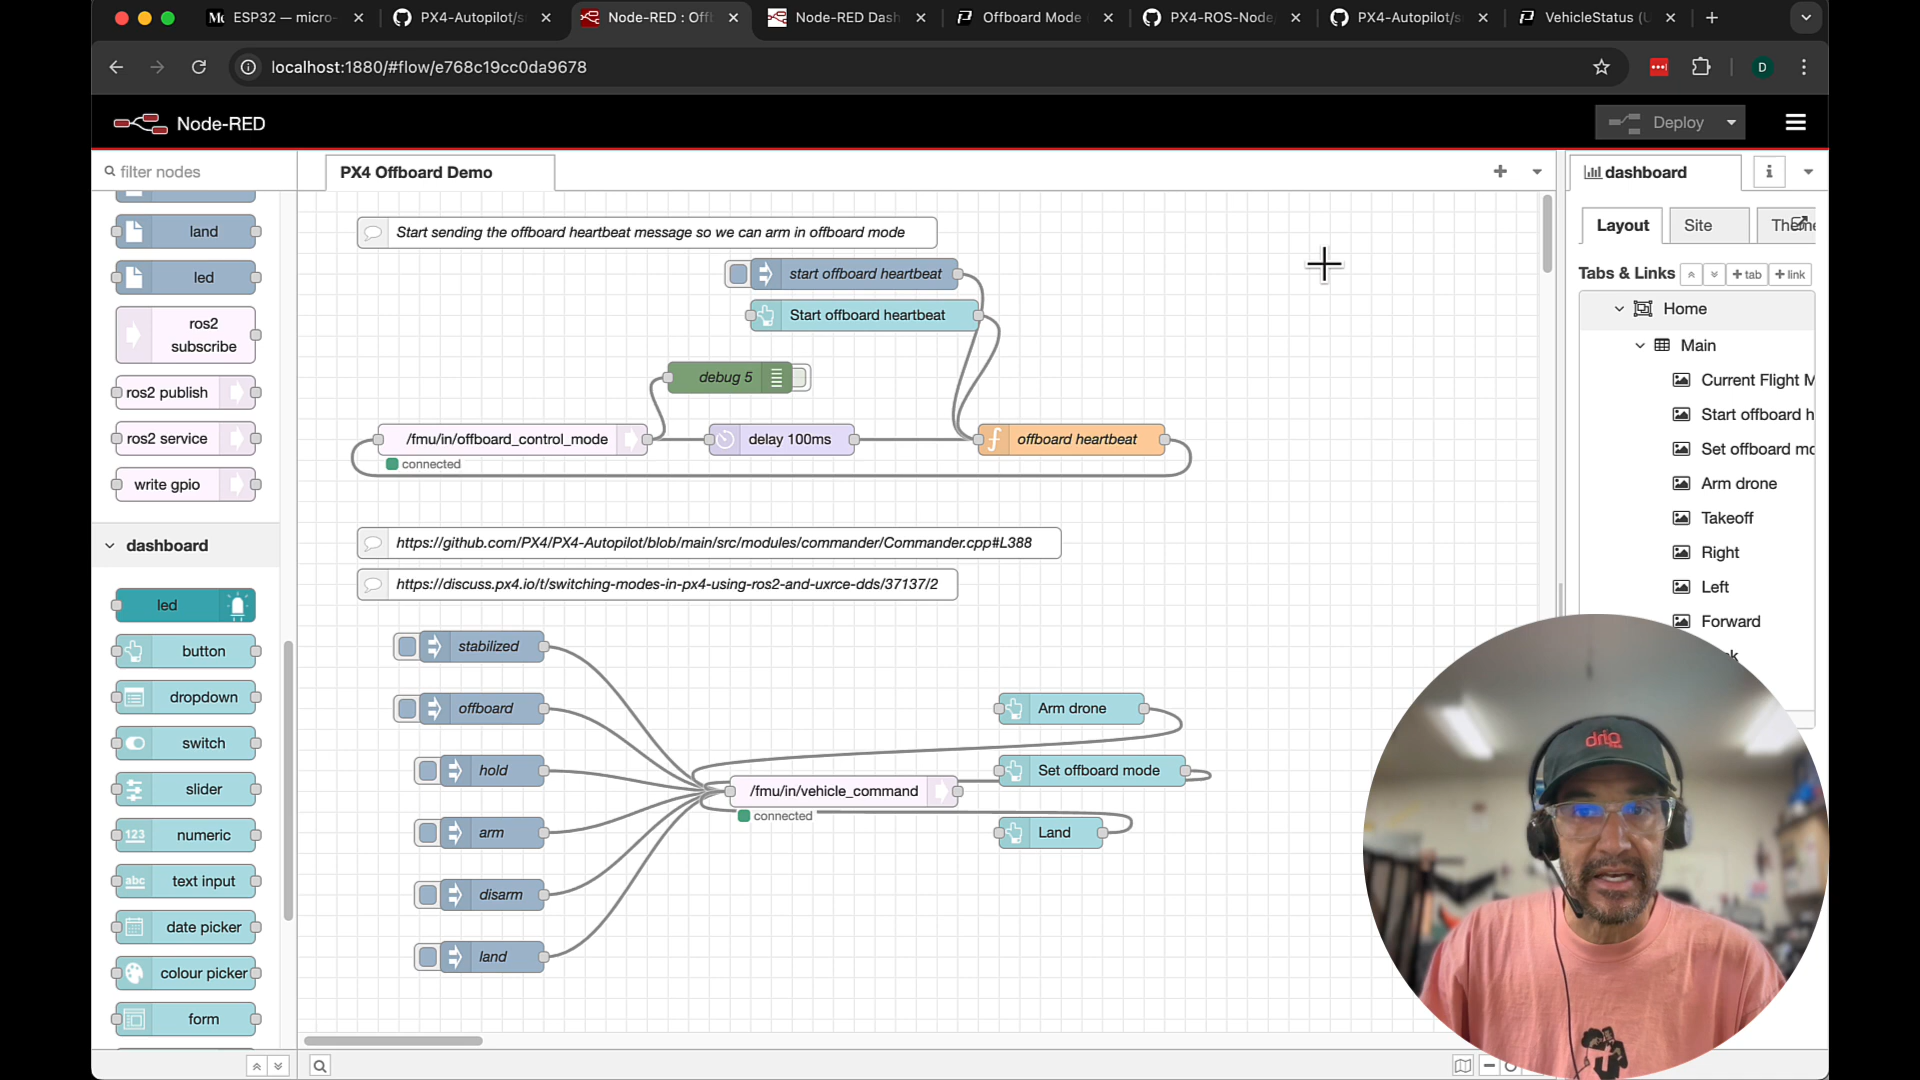 ESP32 — micro-
PX4-Autopilot/s
Node-RED : Off
Node-RED Dash
Offboard Mode
PX4-ROS-Node
PX4-Autopilot/s
VehicleStatus (U
localhost:1880/#flow/e768c19cc0da9678
D
Node-RED
Deploy
filter nodes
PX4 Offboard Demo
dashboard
i
Layout
Site
Theme
Tabs & Links
tab
link
Home
Main
Current Flight M
Start offboard h
Set offboard mo
Arm drone
Takeoff
Right
Left
Forward
land
led
ros2
subscribe
ros2 publish
ros2 service
write gpio
dashboard
led
button
dropdown
switch
slider
123
numeric
abc
text input
date picker
colour picker
form
Start sending the offboard heartbeat message so we can arm in offboard mode
start offboard heartbeat
Start offboard heartbeat
debug 5
/fmu/in/offboard_control_mode
delay 100ms
offboard heartbeat
connected
https://github.com/PX4/PX4-Autopilot/blob/main/src/modules/commander/Commander.cpp#L388
https://discuss.px4.io/t/switching-modes-in-px4-using-ros2-and-uxrce-dds/37137/2
stabilized
offboard
Arm drone
hold
Set offboard mode
/fmu/in/vehicle_command
connected
arm
Land
disarm
land